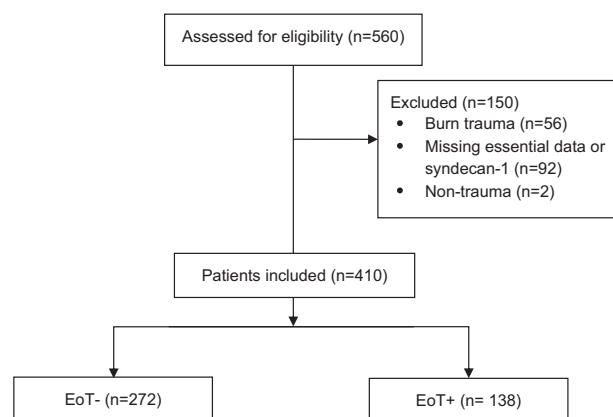 Assessed for eligibility (n=560)
Excluded (n=150)
• Burn trauma (n=56)
• Missing essential data or
syndecan-1 (n=92)
• Non-trauma (n=2)
Patients included (n=410)
EoT- (n=272)
EoT+ (n= 138)